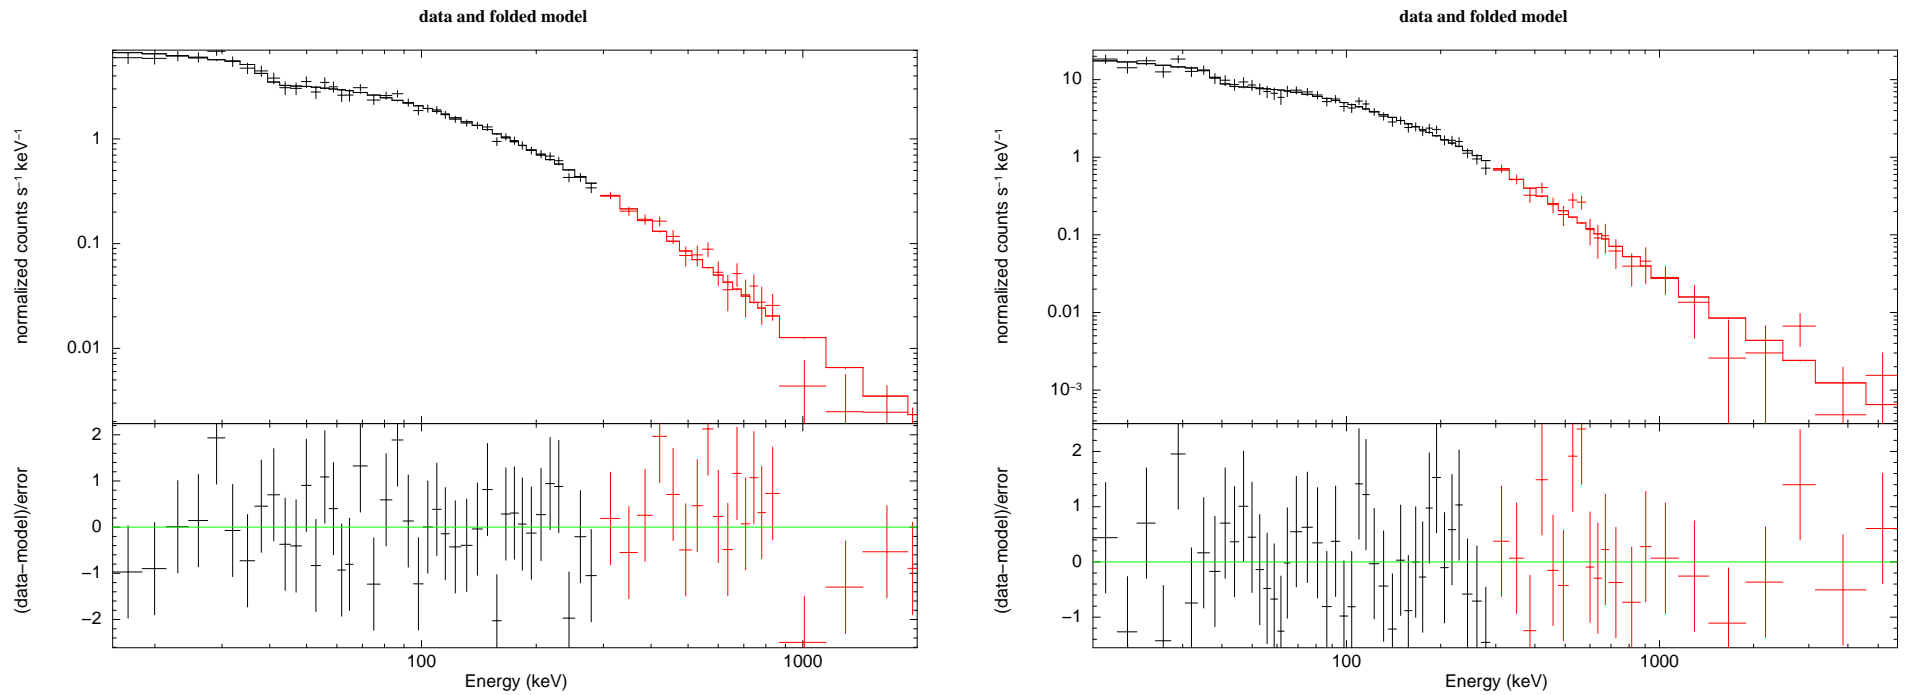 data and folded model
normalized counts s⁻¹ keV⁻¹
1
0.1
0.01
(data−model)/error
2
1
0
−1
−2
100
1000
Energy (keV)
data and folded model
normalized counts s⁻¹ keV⁻¹
10
1
0.1
0.01
10⁻³
(data−model)/error
2
1
0
−1
100
1000
Energy (keV)